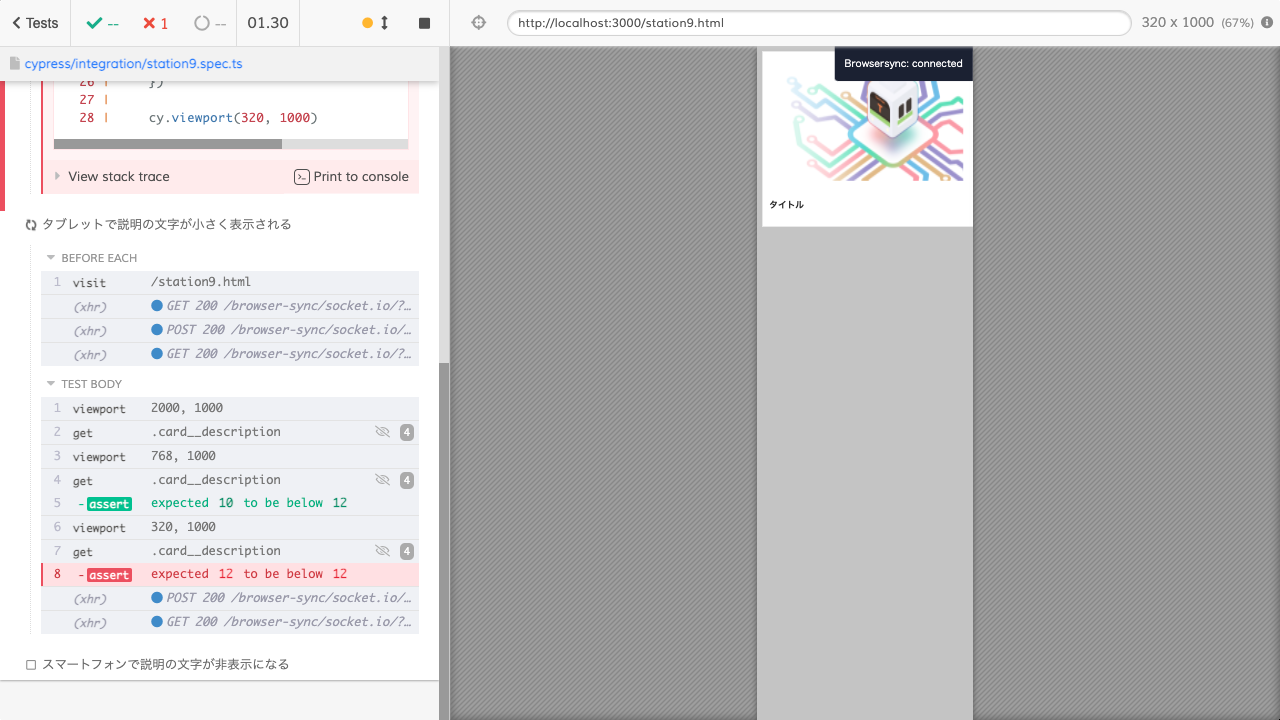 Tests
--
1
--
01.30
http://localhost:3000/station9.html
320 x 1000 (67%)
cypress/integration/station9.spec.ts
26 | })
27 |
28 | cy.viewport(320, 1000)
View stack trace
Print to console
タブレットで説明の文字が小さく表示される
BEFORE EACH
1 visit /station9.html
(xhr) GET 200 /browser-sync/socket.io/?…
(xhr) POST 200 /browser-sync/socket.io/…
(xhr) GET 200 /browser-sync/socket.io/?…
TEST BODY
1 viewport 2000, 1000
2 get .card__description 4
3 viewport 768, 1000
4 get .card__description 4
5 -assert expected 10 to be below 12
6 viewport 320, 1000
7 get .card__description 4
8 -assert expected 12 to be below 12
(xhr) POST 200 /browser-sync/socket.io/…
(xhr) GET 200 /browser-sync/socket.io/?…
スマートフォンで説明の文字が非表示になる
Browsersync: connected
タイトル